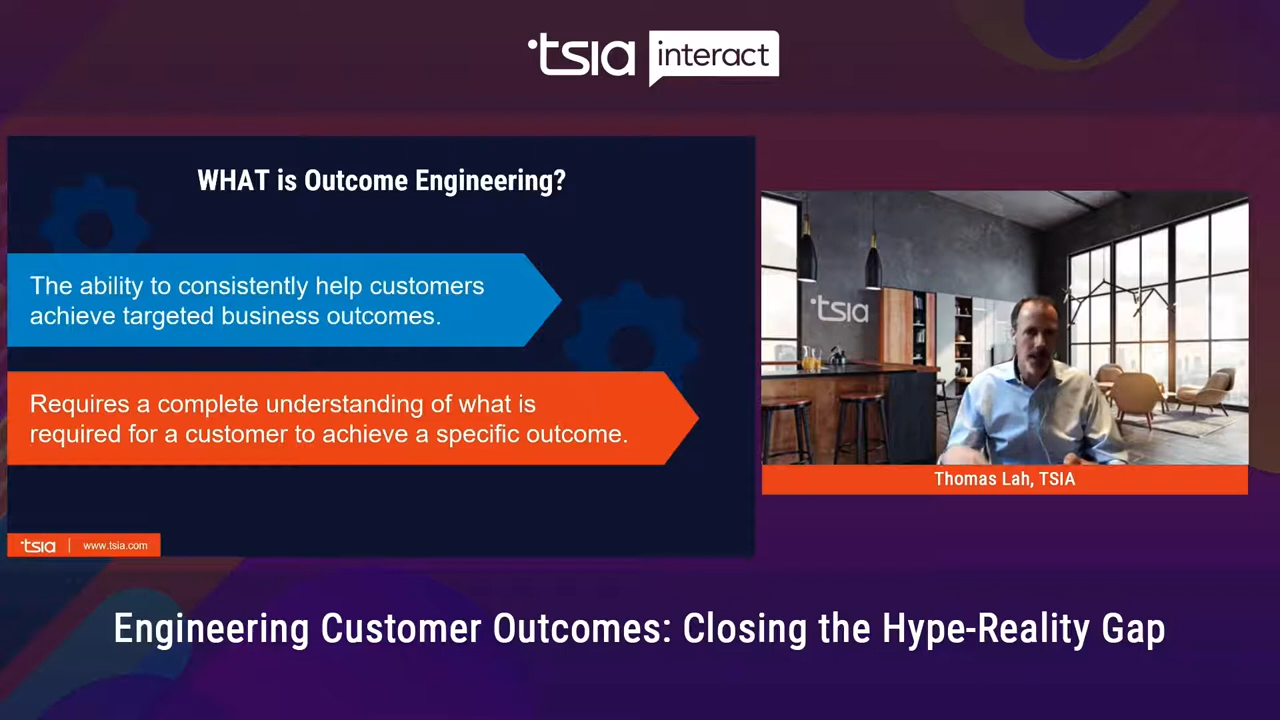 tsia interact
WHAT is Outcome Engineering?
The ability to consistently help customers
achieve targeted business outcomes.
Requires a complete understanding of what is
required for a customer to achieve a specific outcome.
tsia | www.tsia.com
tsia
Thomas Lah, TSIA
Engineering Customer Outcomes: Closing the Hype-Reality Gap